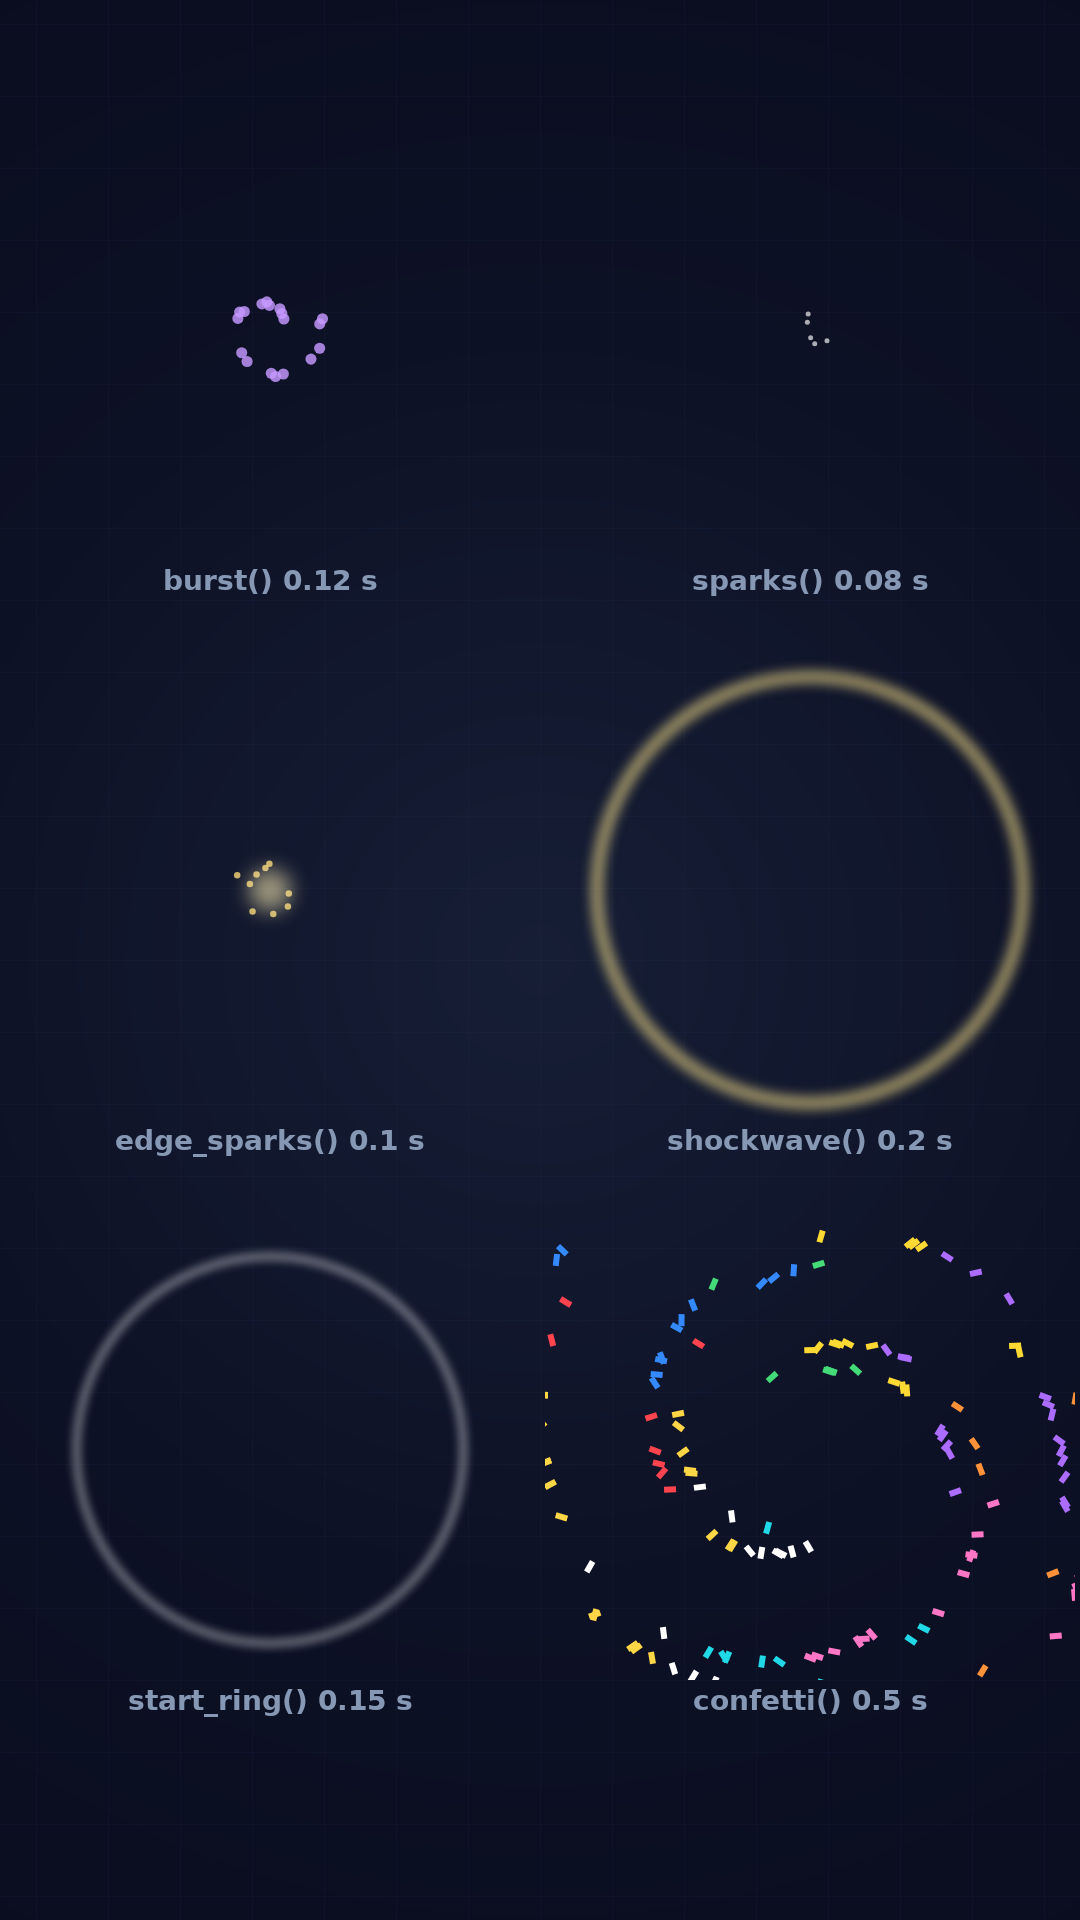 burst() 0.12 s
sparks() 0.08 s
edge_sparks() 0.1 s
shockwave() 0.2 s
start_ring() 0.15 s
confetti() 0.5 s